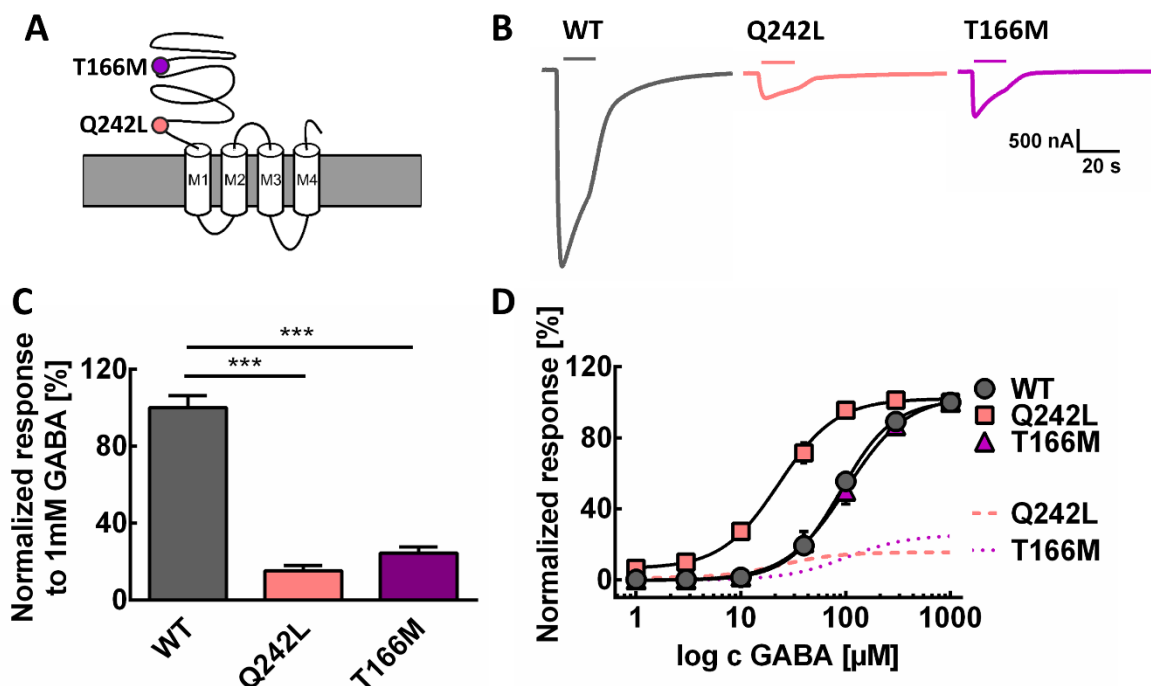 A
T166M
Q242L
M1 M2 M3 M4
B
WT Q242L T166M
500 nA
20 s
C
Normalized response
to 1mM GABA [%]
120
80
40
0
***
***
WT
Q242L
T166M
D
Normalized response [%]
120
80
40
0
1 10 100 1000
log c GABA [µM]
WT
Q242L
T166M
Q242L
T166M